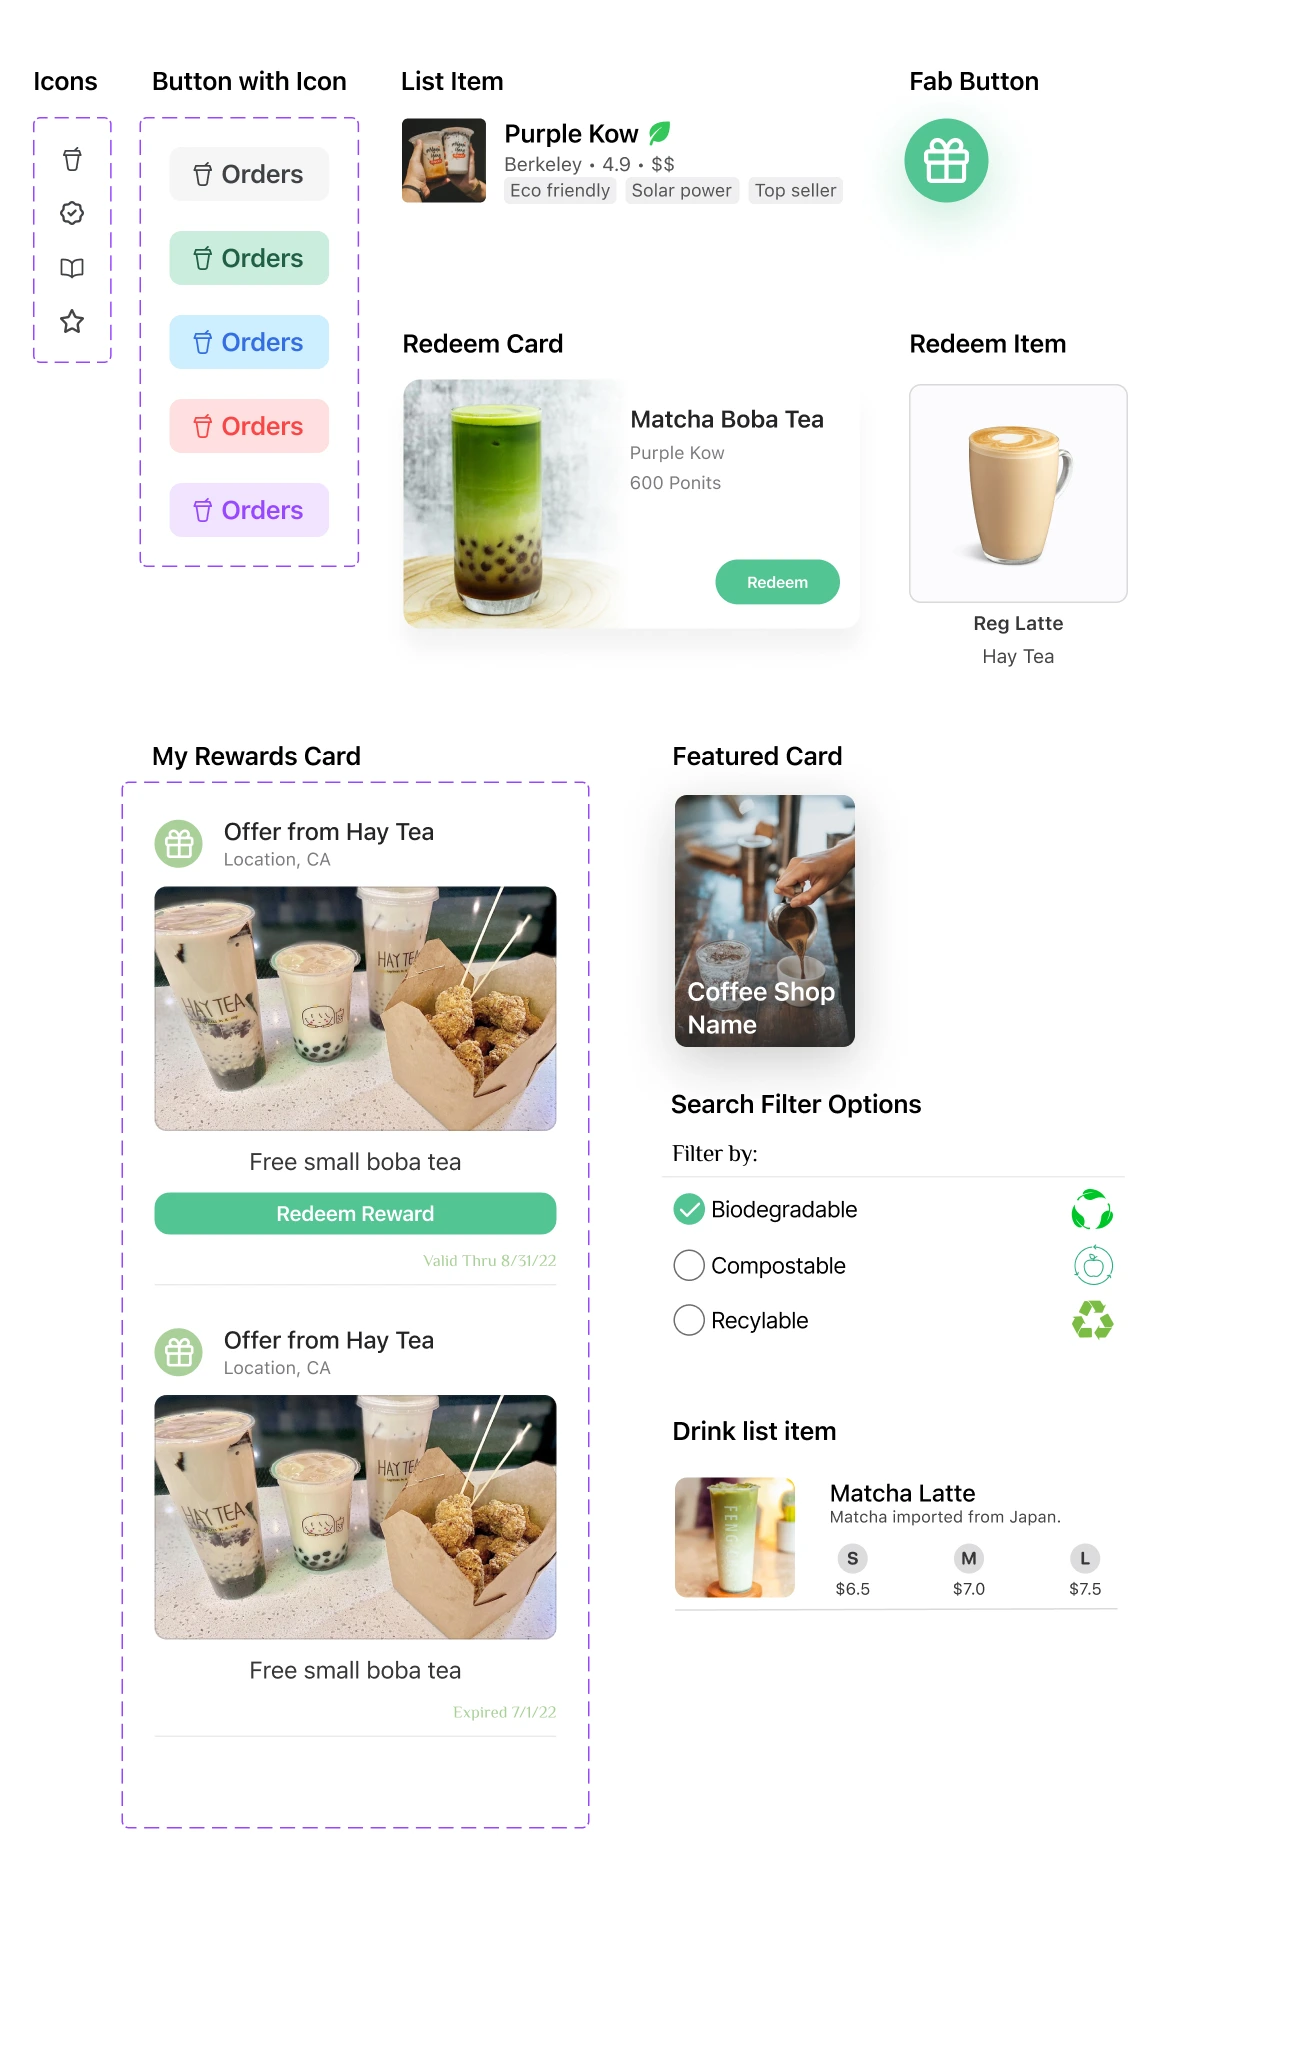 Icons
Button with Icon
Orders
Orders
Orders
Orders
Orders
List Item
Purple Kow
Berkeley • 4.9 • $$
Eco friendly
Solar power
Top seller
Fab Button
Redeem Card
Matcha Boba Tea
Purple Kow
600 Ponits
Redeem
Redeem Item
Reg Latte
Hay Tea
My Rewards Card
Offer from Hay Tea
Location, CA
HAY TEA
HAY TEA
Free small boba tea
Redeem Reward
Valid Thru 8/31/22
Offer from Hay Tea
Location, CA
HAY TEA
HAY TEA
Free small boba tea
Expired 7/1/22
Featured Card
Coffee Shop
Name
Search Filter Options
Filter by:
Biodegradable
Compostable
Recylable
Drink list item
Matcha Latte
Matcha imported from Japan.
S
M
L
$6.5
$7.0
$7.5